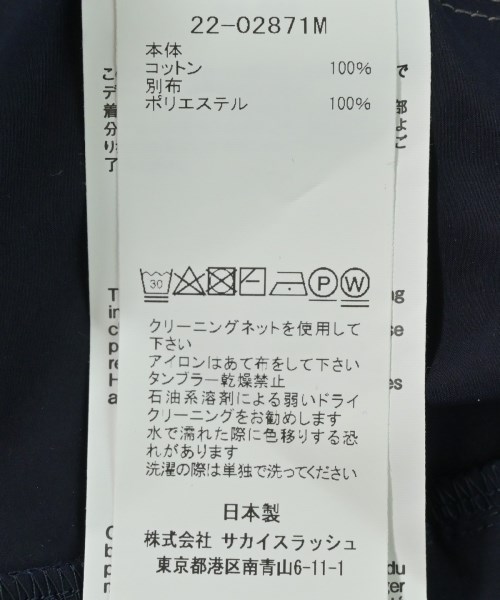 22-02871M
本体
コットン 100%
別布
ポリエステル 100%
30
P
W
クリーニングネットを使用して
下さい
アイロンはあて布をして下さい
タンブラー乾燥禁止
石油系溶剤による弱いドライ
クリーニングをお勧めします
水で濡れた際に色移りする恐
れが有ります
洗濯の際は単独で洗ってください
日本製
株式会社 サカイスラッシュ
東京都港区南青山6-11-1